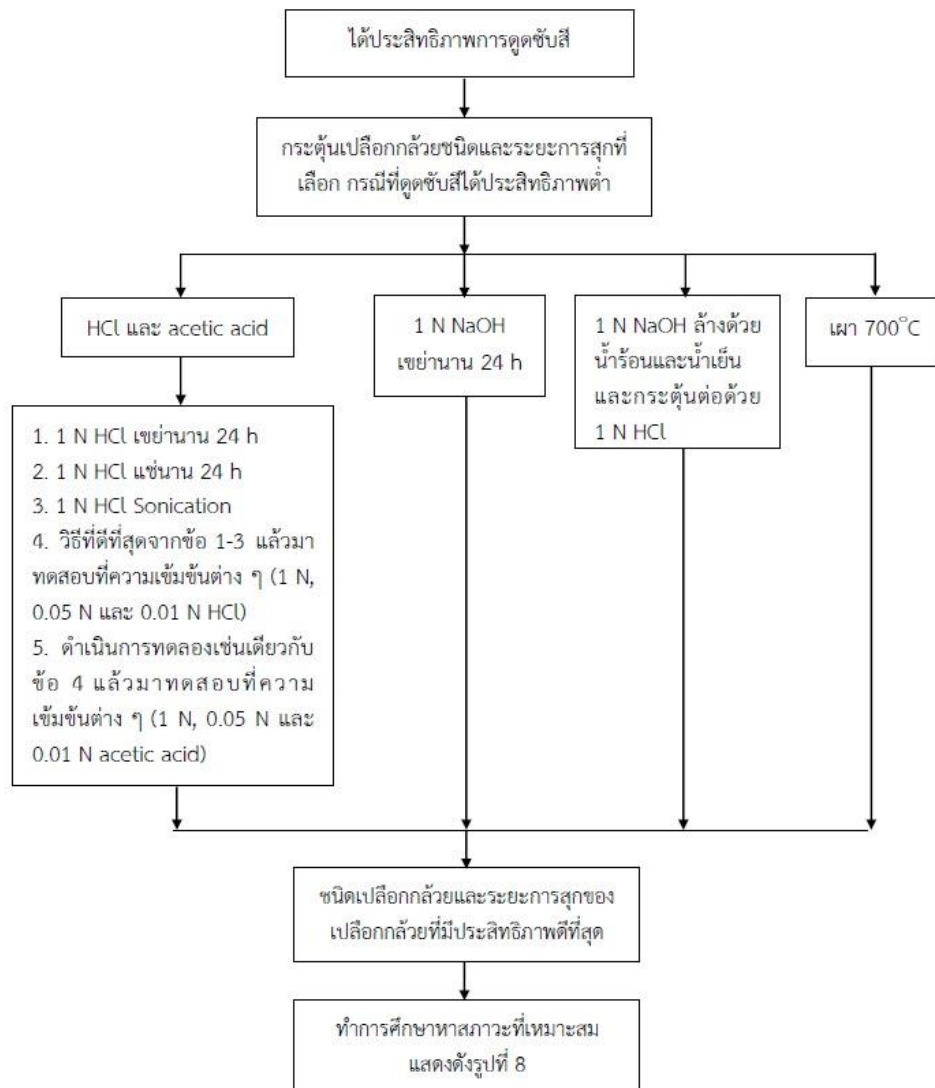 ได้ประสิทธิภาพการดูดซับสี
กระตุ้นเปลือกกล้วยชนิดและระยะการสุกที่
เลือก กรณีที่ดูดซับสีได้ประสิทธิภาพต่ำ
HCl และ acetic acid
1. 1 N HCl เขย่านาน 24 h
2. 1 N HCl แช่นาน 24 h
3. 1 N HCl Sonication
4. วิธีที่ดีที่สุดจากข้อ 1-3 แล้วมา
ทดสอบที่ความเข้มข้นต่าง ๆ (1 N,
0.05 N และ 0.01 N HCl)
5. ดำเนินการทดลองเช่นเดียวกับ
ข้อ 4 แล้วมาทดสอบที่ความ
เข้มข้นต่าง ๆ (1 N, 0.05 N และ
0.01 N acetic acid)
1 N NaOH
เขย่านาน 24 h
1 N NaOH ล้างด้วย
น้ำร้อนและน้ำเย็น
และกระตุ้นต่อด้วย
1 N HCl
เผา 700°C
ชนิดเปลือกกล้วยและระยะการสุกของ
เปลือกกล้วยที่มีประสิทธิภาพดีที่สุด
ทำการศึกษาหาสภาวะที่เหมาะสม
แสดงดังรูปที่ 8